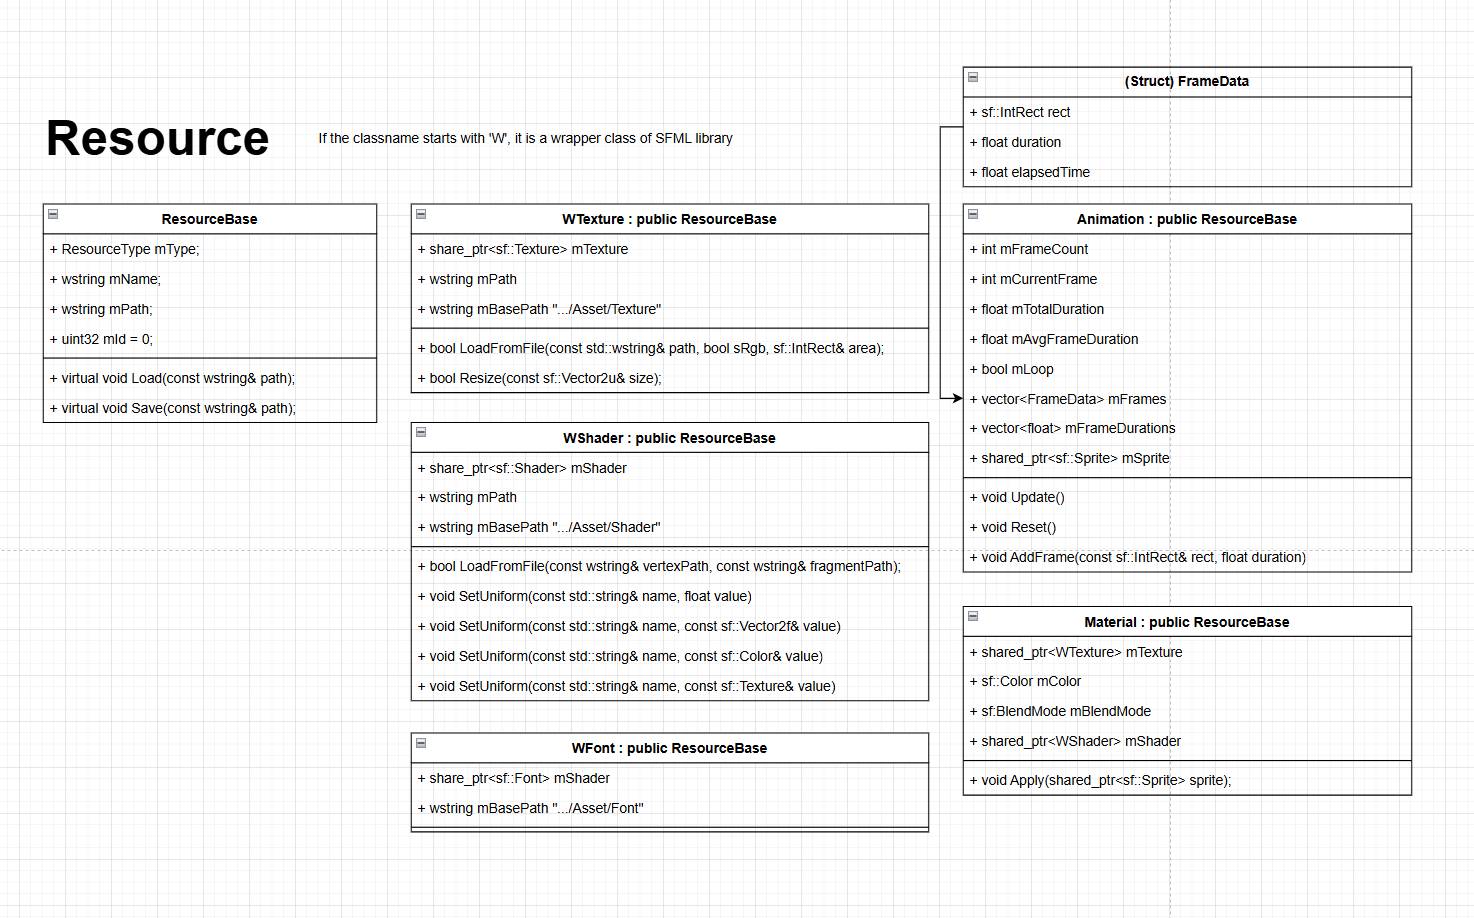 Resource
If the classname starts with 'W', it is a wrapper class of SFML library
ResourceBase
+ ResourceType mType;
+ wstring mName;
+ wstring mPath;
+ uint32 mId = 0;
+ virtual void Load(const wstring& path);
+ virtual void Save(const wstring& path);
WTexture : public ResourceBase
+ share_ptr<sf::Texture> mTexture
+ wstring mPath
+ wstring mBasePath ".../Asset/Texture"
+ bool LoadFromFile(const std::wstring& path, bool sRgb, sf::IntRect& area);
+ bool Resize(const sf::Vector2u& size);
WShader : public ResourceBase
+ share_ptr<sf::Shader> mShader
+ wstring mPath
+ wstring mBasePath ".../Asset/Shader"
+ bool LoadFromFile(const wstring& vertexPath, const wstring& fragmentPath);
+ void SetUniform(const std::string& name, float value)
+ void SetUniform(const std::string& name, const sf::Vector2f& value)
+ void SetUniform(const std::string& name, const sf::Color& value)
+ void SetUniform(const std::string& name, const sf::Texture& value)
WFont : public ResourceBase
+ share_ptr<sf::Font> mShader
+ wstring mBasePath ".../Asset/Font"
(Struct) FrameData
+ sf::IntRect rect
+ float duration
+ float elapsedTime
Animation : public ResourceBase
+ int mFrameCount
+ int mCurrentFrame
+ float mTotalDuration
+ float mAvgFrameDuration
+ bool mLoop
+ vector<FrameData> mFrames
+ vector<float> mFrameDurations
+ shared_ptr<sf::Sprite> mSprite
+ void Update()
+ void Reset()
+ void AddFrame(const sf::IntRect& rect, float duration)
Material : public ResourceBase
+ shared_ptr<WTexture> mTexture
+ sf::Color mColor
+ sf:BlendMode mBlendMode
+ shared_ptr<WShader> mShader
+ void Apply(shared_ptr<sf::Sprite> sprite);